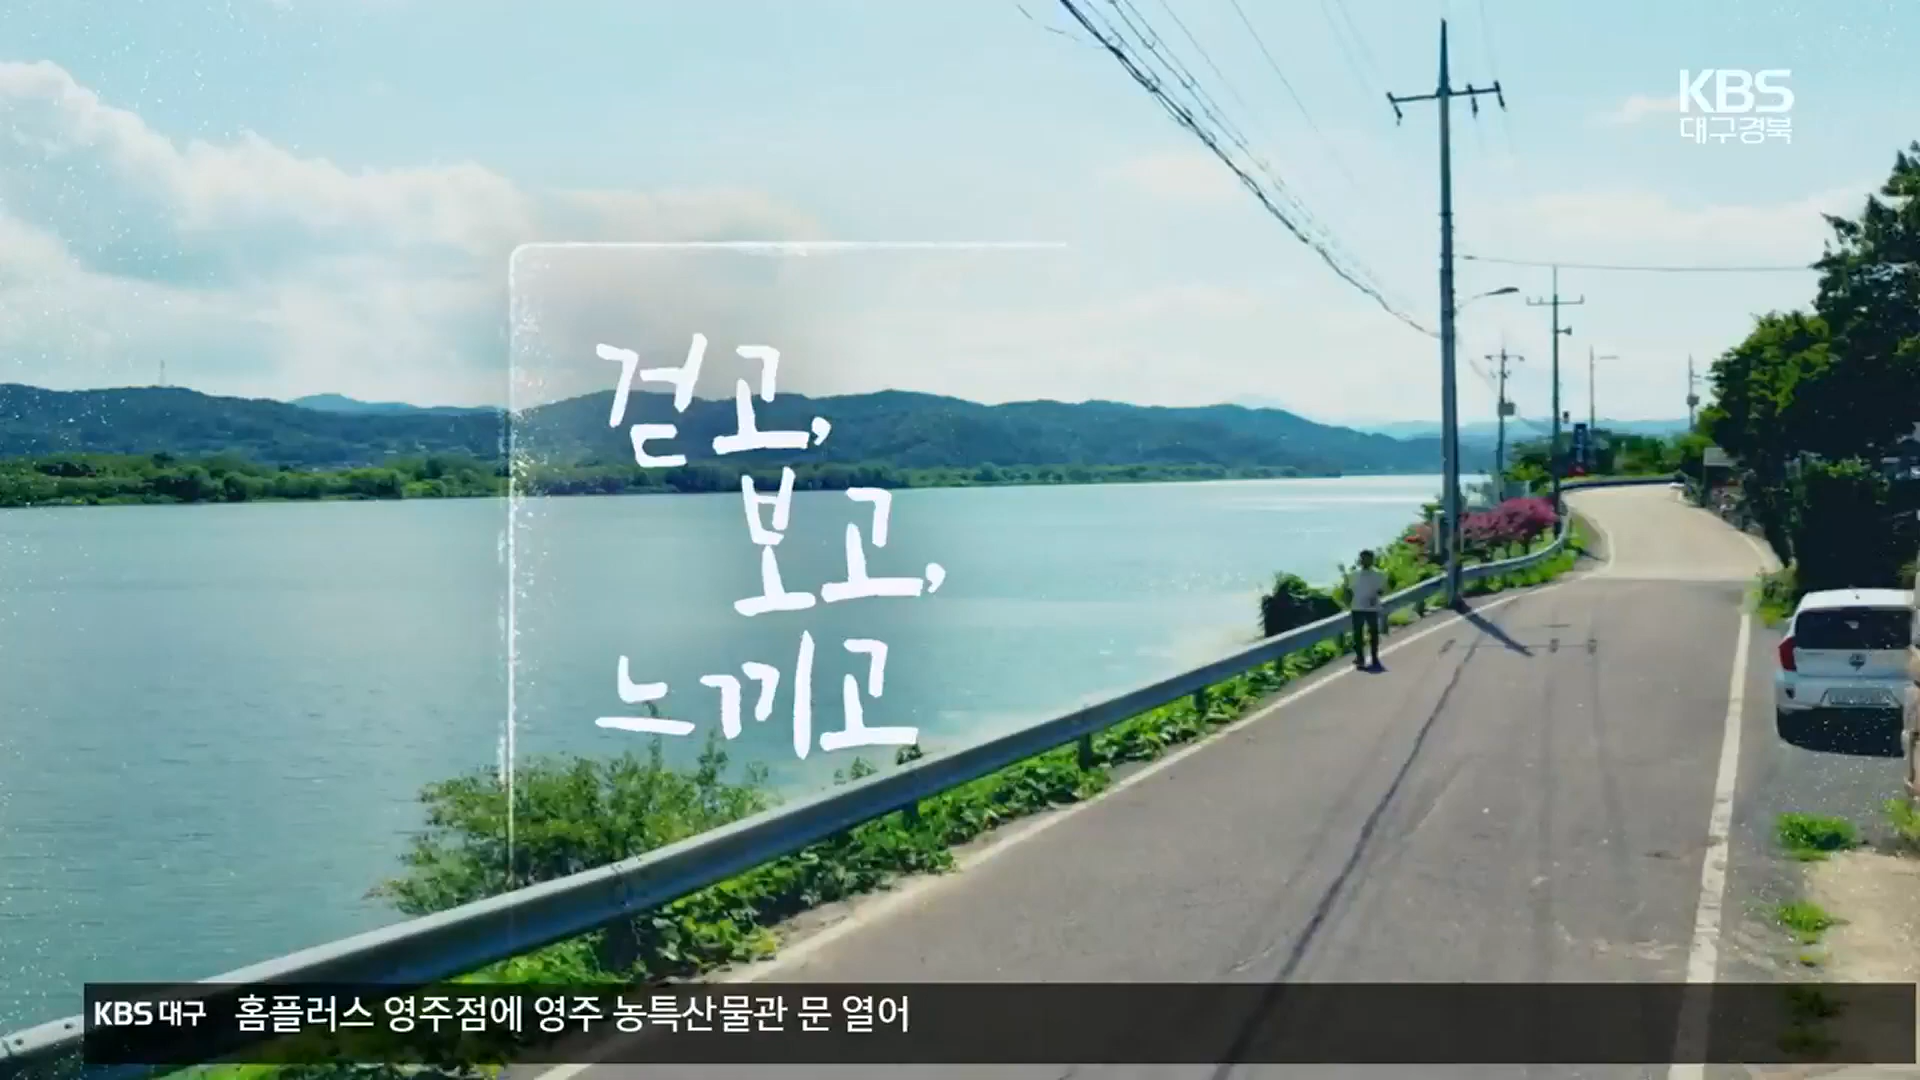 KBS
대구경북
걷고,
보고,
느끼고
KBS 대구 홈플러스 영주점에 영주 농특산물관 문 열어